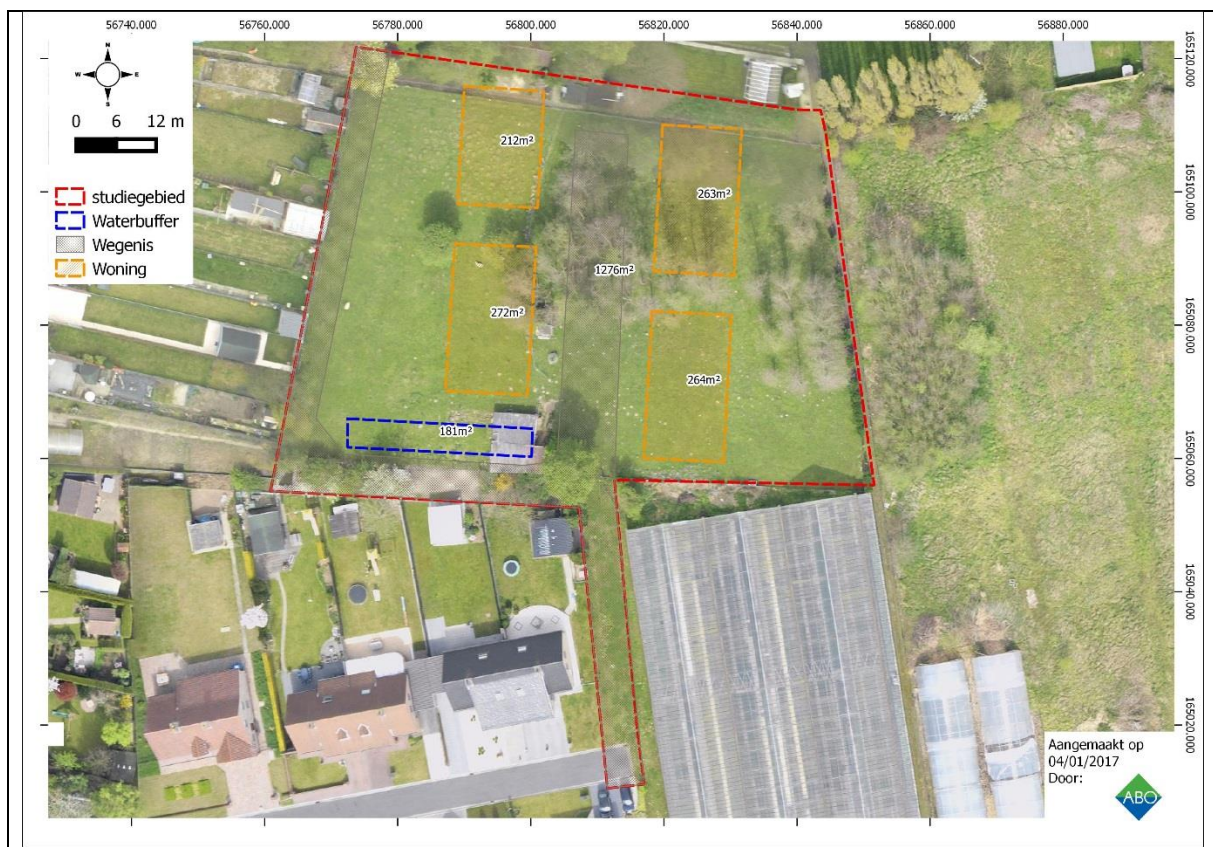 56740.000 56760.000 56780.000 56800.000 56820.000 56840.000 56860.000 56880.000
N
W E
S
0 6 12 m
studiegebied
Waterbuffer
Wegenis
Woning
212m²
263m²
1276m²
272m²
264m²
181m²
165120.000
165100.000
165080.000
165060.000
165040.000
165020.000
Aangemaakt op
04/01/2017
Door:
ABO